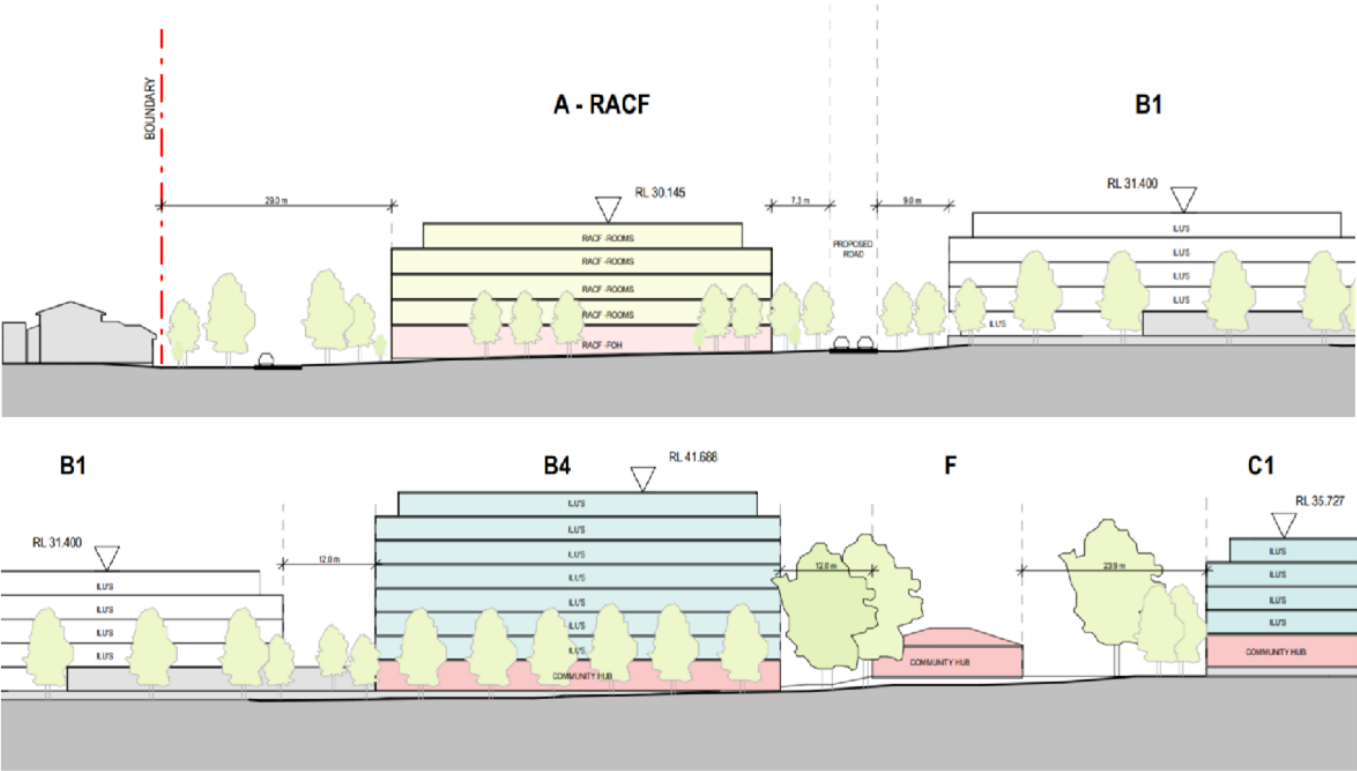 BOUNDARY
A - RACF
B1
RL 30.145
RL 31.400
29.0 m
7.3 m
9.0 m
PROPOSED
ROAD
RACF -ROOMS
RACF -ROOMS
RACF -ROOMS
RACF -ROOMS
RACF -FOH
ILU'S
ILU'S
ILU'S
ILU'S
ILU'S
B1
B4
F
C1
RL 41.688
RL 35.727
RL 31.400
12.0 m
12.0 m
23.9 m
ILU'S
ILU'S
ILU'S
ILU'S
ILU'S
ILU'S
ILU'S
ILU'S
ILU'S
ILU'S
ILU'S
COMMUNITY HUB
COMMUNITY HUB
ILU'S
ILU'S
ILU'S
ILU'S
COMMUNITY HUB